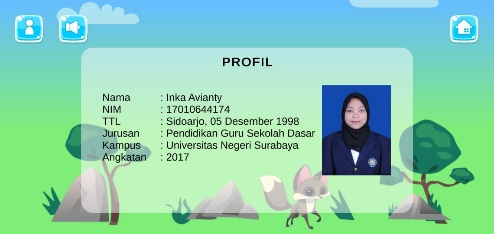 PROFIL
Nama : Inka Avianty
NIM : 17010644174
TTL : Sidoarjo, 05 Desember 1998
Jurusan : Pendidikan Guru Sekolah Dasar
Kampus : Universitas Negeri Surabaya
Angkatan : 2017